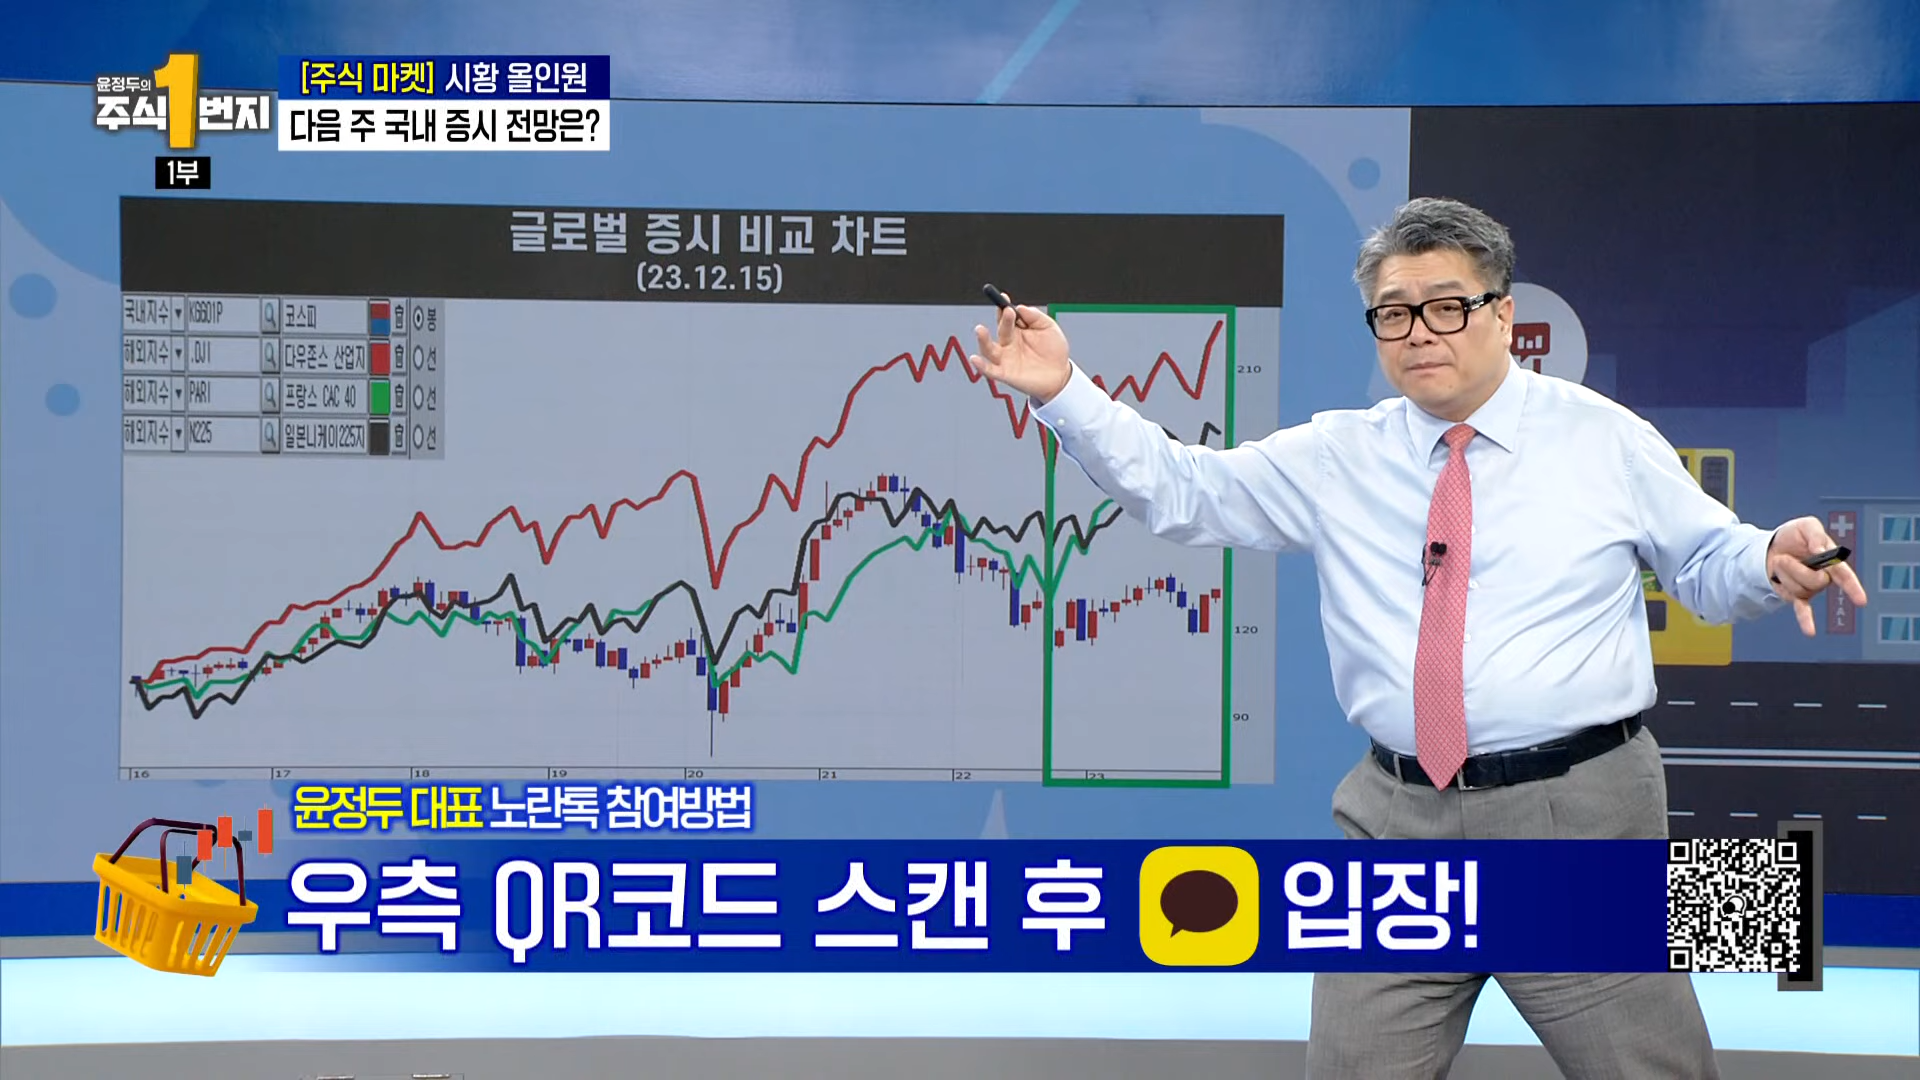 윤정두의
주식1번지
1부
[주식 마켓] 시황 올인원
다음 주 국내 증시 전망은?
글로벌 증시 비교 차트
(23.12.15)
국내지수 KGG01P 코스피 봉
해외지수 .DJI 다우존스 산업지 선
해외지수 PARI 프랑스 CAC 40 선
해외지수 N225 일본니케이225지 선
210
120
90
16 17 18 19 20 21 22 23
윤정두 대표 노란톡 참여방법
우측 QR코드 스캔 후 입장!